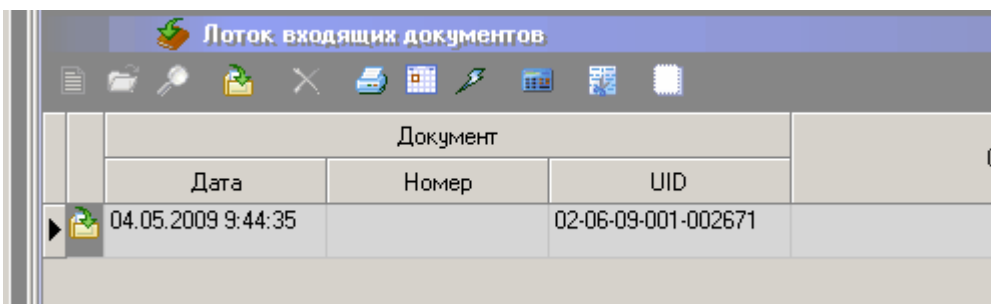 Лоток входящих документов
Документ
Дата Номер UID
04.05.2009 9:44:35 02-06-09-001-002671